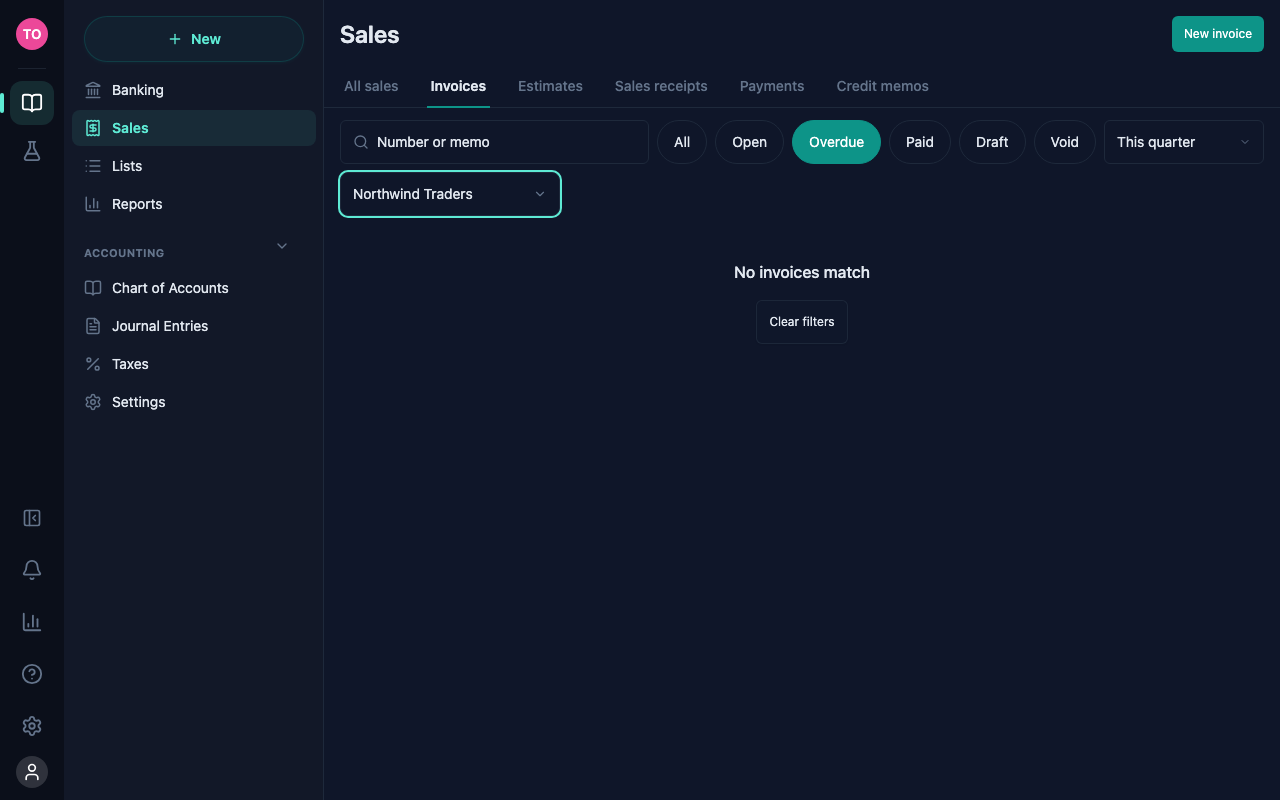 TO
New
Banking
Sales
Lists
Reports
ACCOUNTING
Chart of Accounts
Journal Entries
Taxes
Settings
Sales
New invoice
All sales Invoices Estimates Sales receipts Payments Credit memos
Number or memo All Open Overdue Paid Draft Void This quarter
Northwind Traders
No invoices match
Clear filters